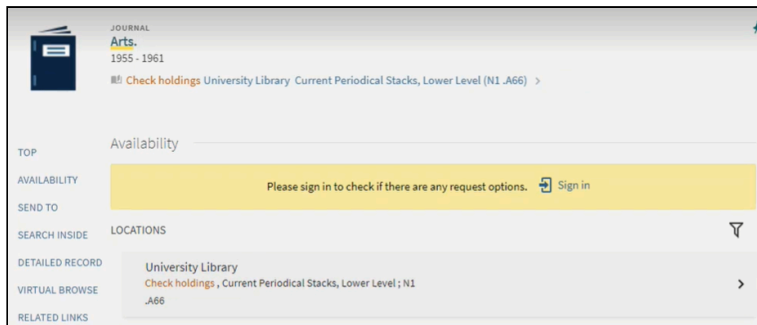 JOURNAL
Arts.
1955 - 1961
Check holdings University Library Current Periodical Stacks, Lower Level (N1 .A66)
Availability
TOP
AVAILABILITY
Please sign in to check if there are any request options. Sign in
SEND TO
SEARCH INSIDE
LOCATIONS
DETAILED RECORD
University Library
Check holdings , Current Periodical Stacks, Lower Level ; N1
.A66
VIRTUAL BROWSE
RELATED LINKS